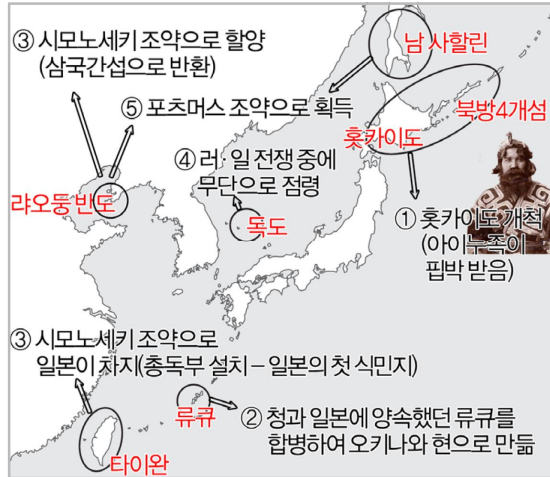 ③ 시모노세키 조약으로 할양
(삼국간섭으로 반환)
남 사할린
⑤ 포츠머스 조약으로 획득
북방4개섬
홋카이도
④ 러·일 전쟁 중에
무단으로 점령
랴오둥 반도
독도
① 홋카이도 개척
(아이누족이
핍박 받음)
③ 시모노세키 조약으로
일본이 차지(총독부 설치 – 일본의 첫 식민지)
류큐
② 청과 일본에 양속했던 류큐를
합병하여 오키나와 현으로 만듦
타이완